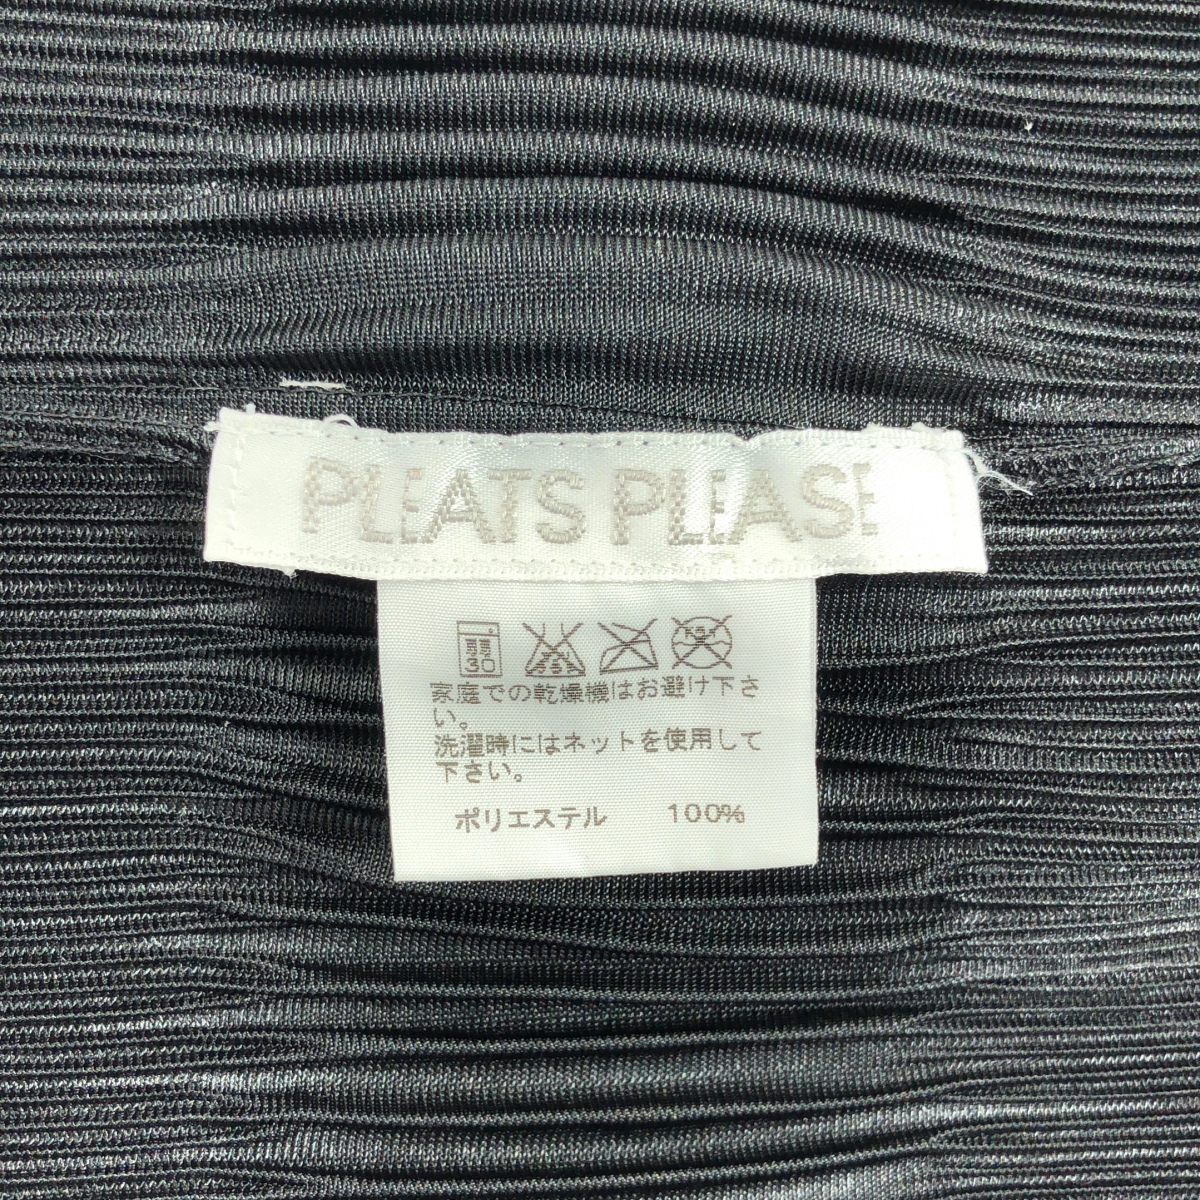 PLEATS PLEASE
弱
30
家庭での乾燥機はお避け下さ
い。
洗濯時にはネットを使用して
下さい。
ポリエステル 100%